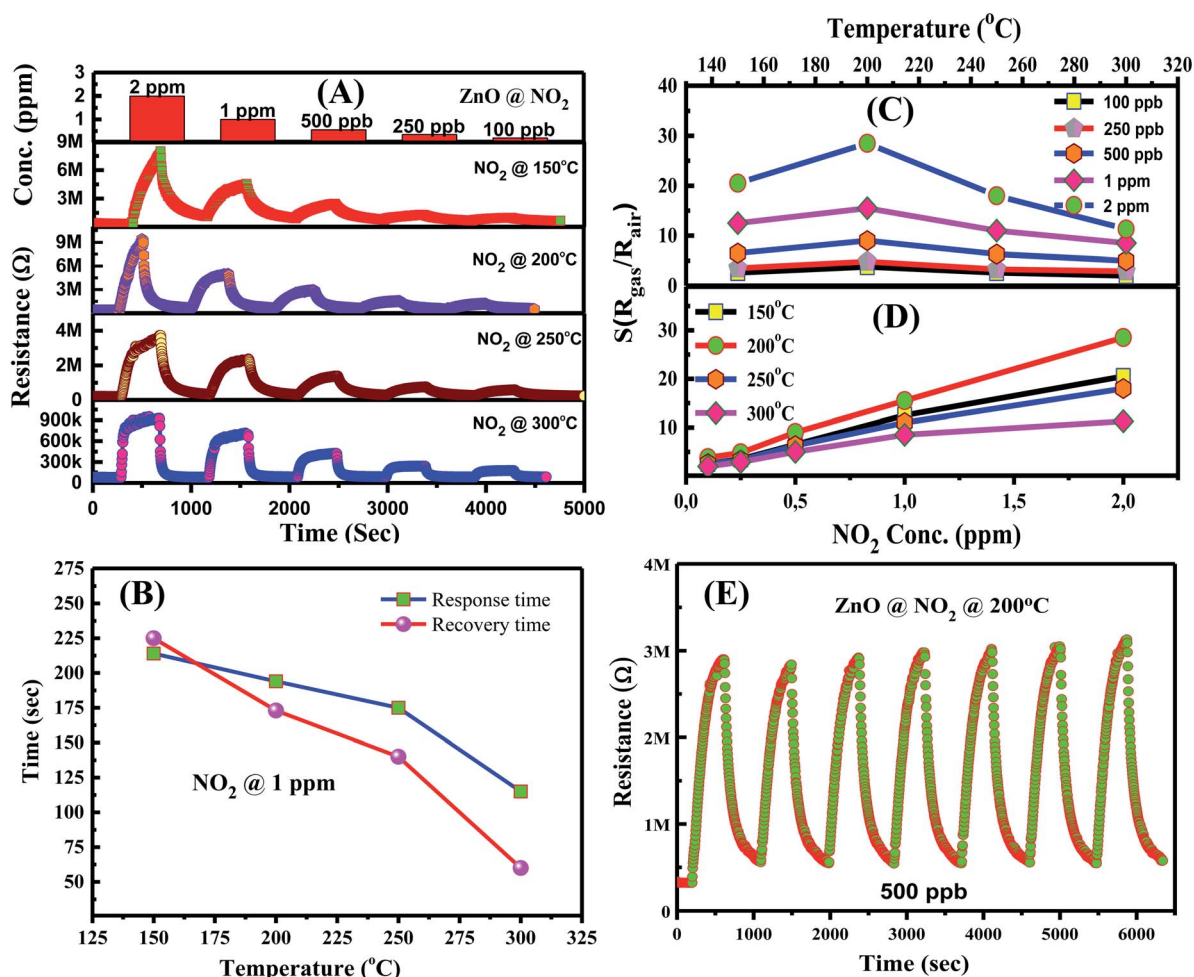 (A)
ZnO @ NO₂
2 ppm
1 ppm
500 ppb
250 ppb
100 ppb
Conc. (ppm)
3
2
1
9M
6M
3M
NO₂ @ 150°C
9M
6M
3M
0
NO₂ @ 200°C
4M
2M
0
NO₂ @ 250°C
900k
600k
300k
NO₂ @ 300°C
Resistance (Ω)
0 1000 2000 3000 4000 5000
Time (Sec)
Temperature (°C)
140 160 180 200 220 240 260 280 300 320
(C)
40
30
20
10
0
100 ppb
250 ppb
500 ppb
1 ppm
2 ppm
S(Rgas/Rair)
(D)
30
20
10
150°C
200°C
250°C
300°C
0,0 0,5 1,0 1,5 2,0
NO₂ Conc. (ppm)
(B)
275
250
225
200
175
150
125
100
75
50
Response time
Recovery time
Time (sec)
NO₂ @ 1 ppm
125 150 175 200 225 250 275 300 325
Temperature (°C)
(E)
ZnO @ NO₂ @ 200°C
4M
3M
2M
1M
0
Resistance (Ω)
500 ppb
0 1000 2000 3000 4000 5000 6000
Time (sec)